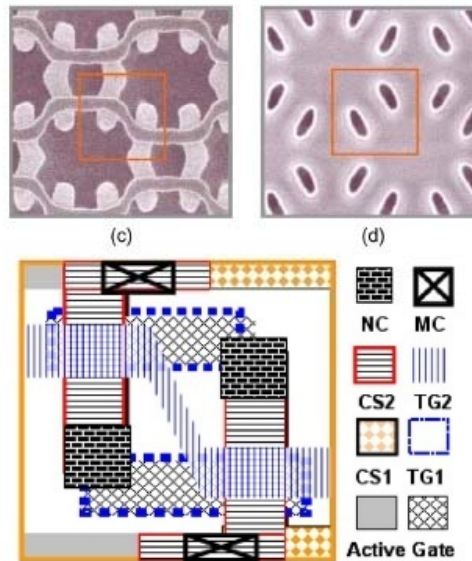 (c) (d)
NC MC
CS2 TG2
CS1 TG1
Active Gate